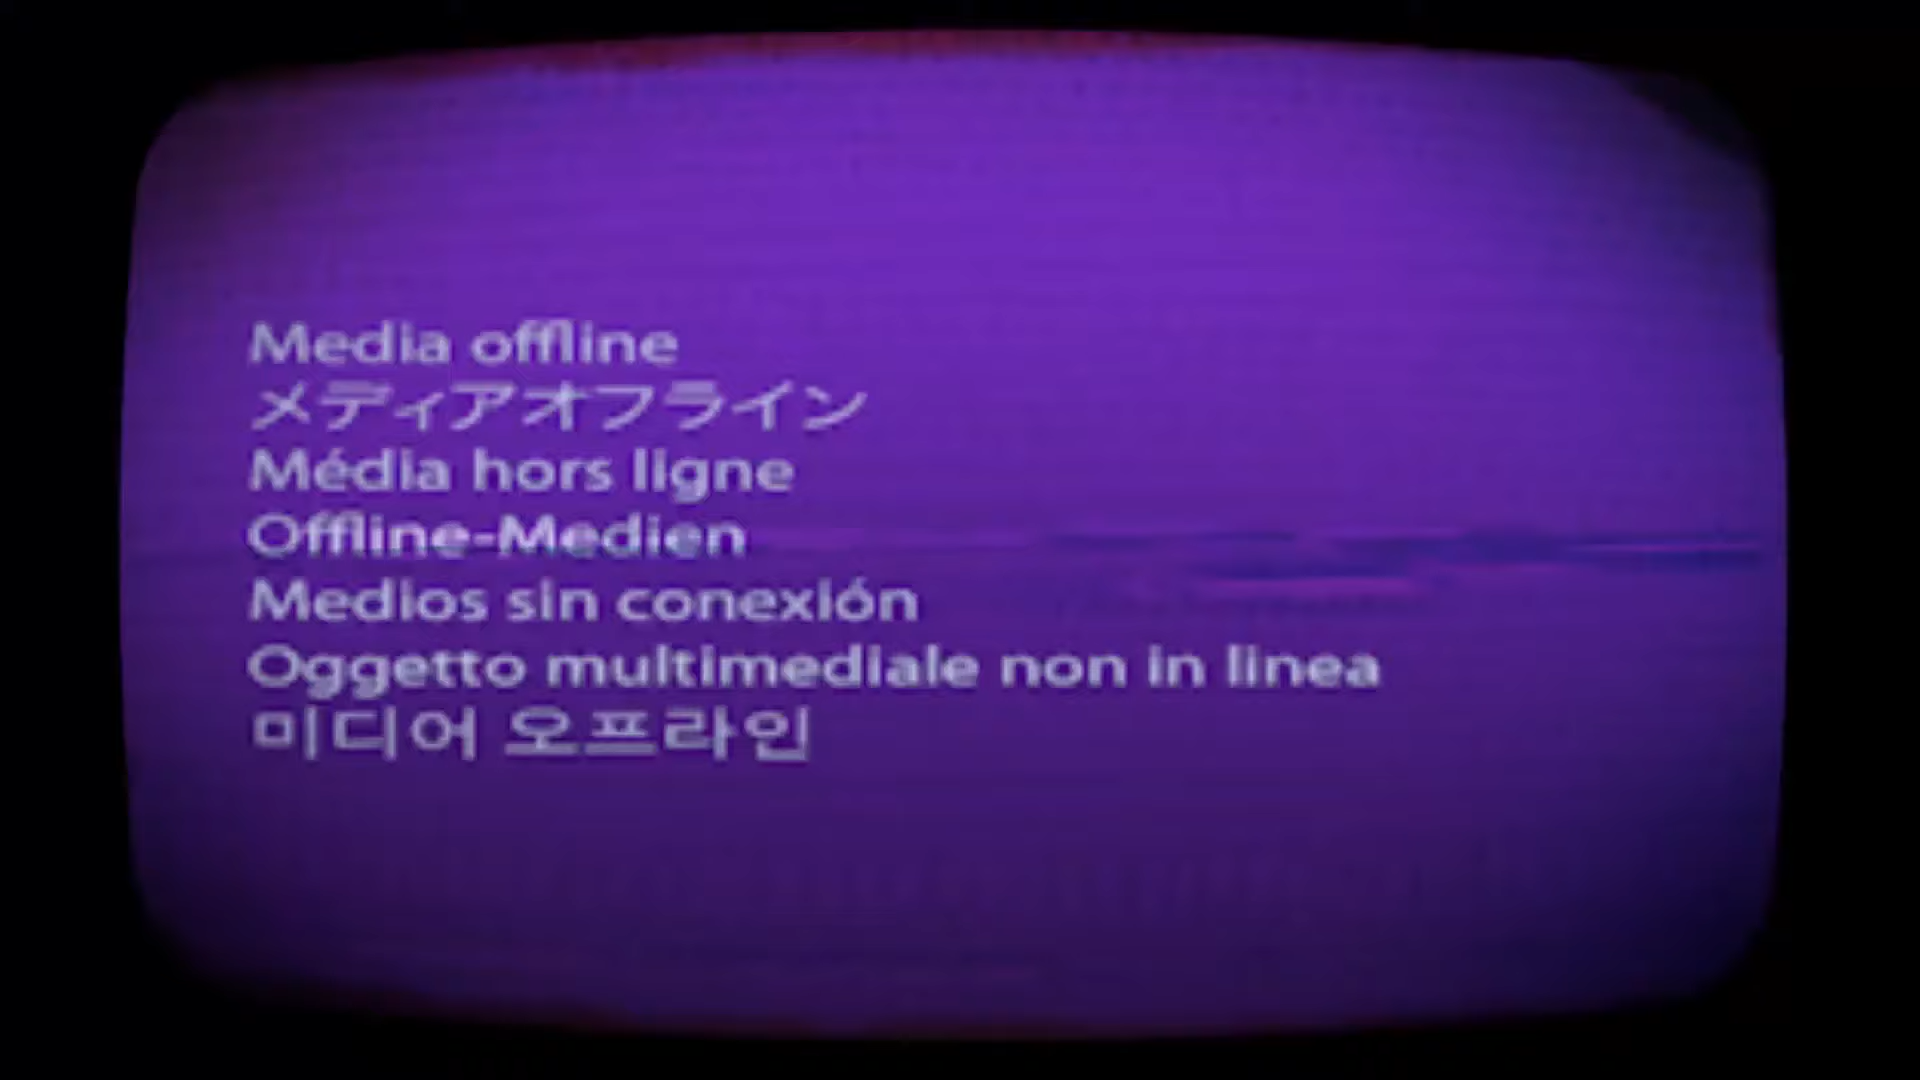 Media offline
メディアオフライン
Média hors ligne
Offline-Medien
Medios sin conexión
Oggetto multimediale non in linea
미디어 오프라인